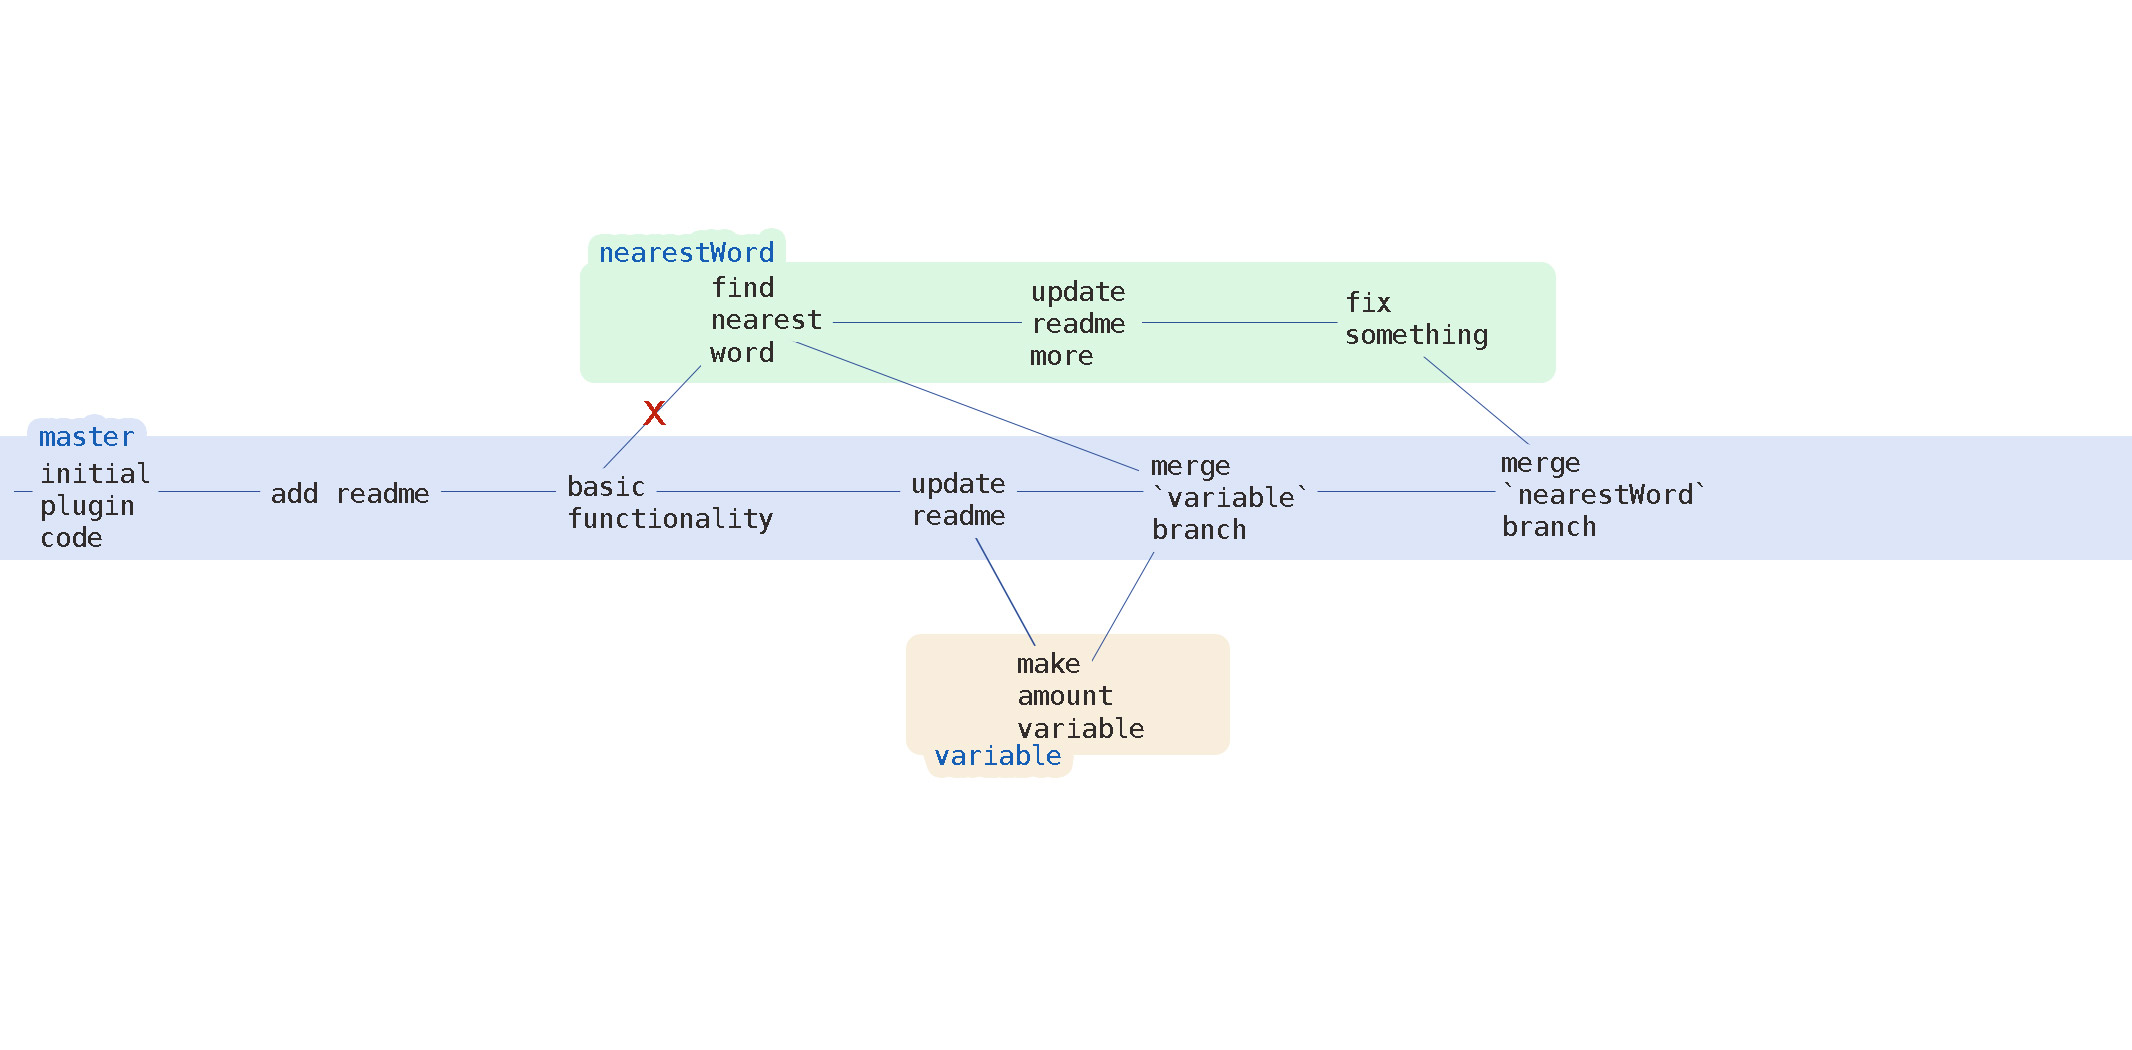 nearestWord
find
nearest
word
update
readme
more
fix
something
X
master
initial
plugin
code
add readme
basic
functionality
update
readme
merge
`variable`
branch
merge
`nearestWord`
branch
make
amount
variable
variable